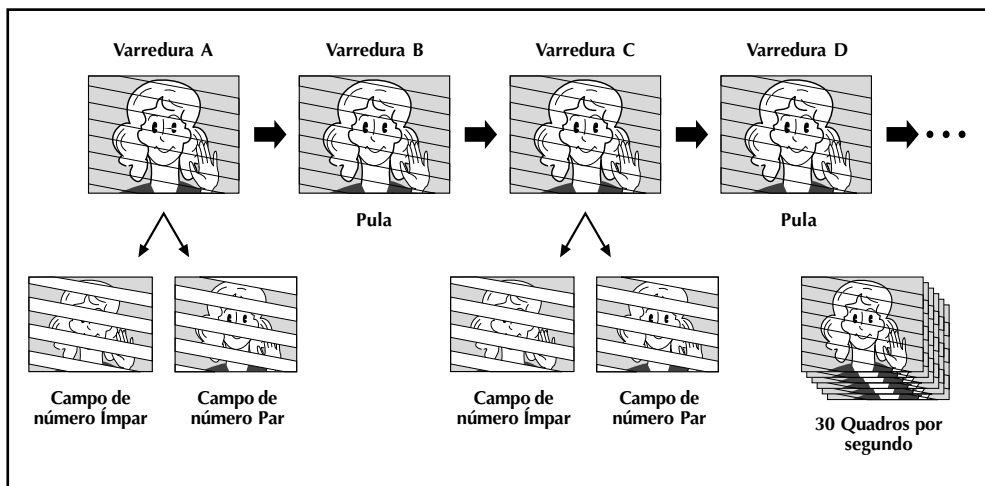 Varredura A
Varredura B
Varredura C
Varredura D
Pula
Pula
Campo de
número Ímpar
Campo de
número Par
Campo de
número Ímpar
Campo de
número Par
30 Quadros por
segundo